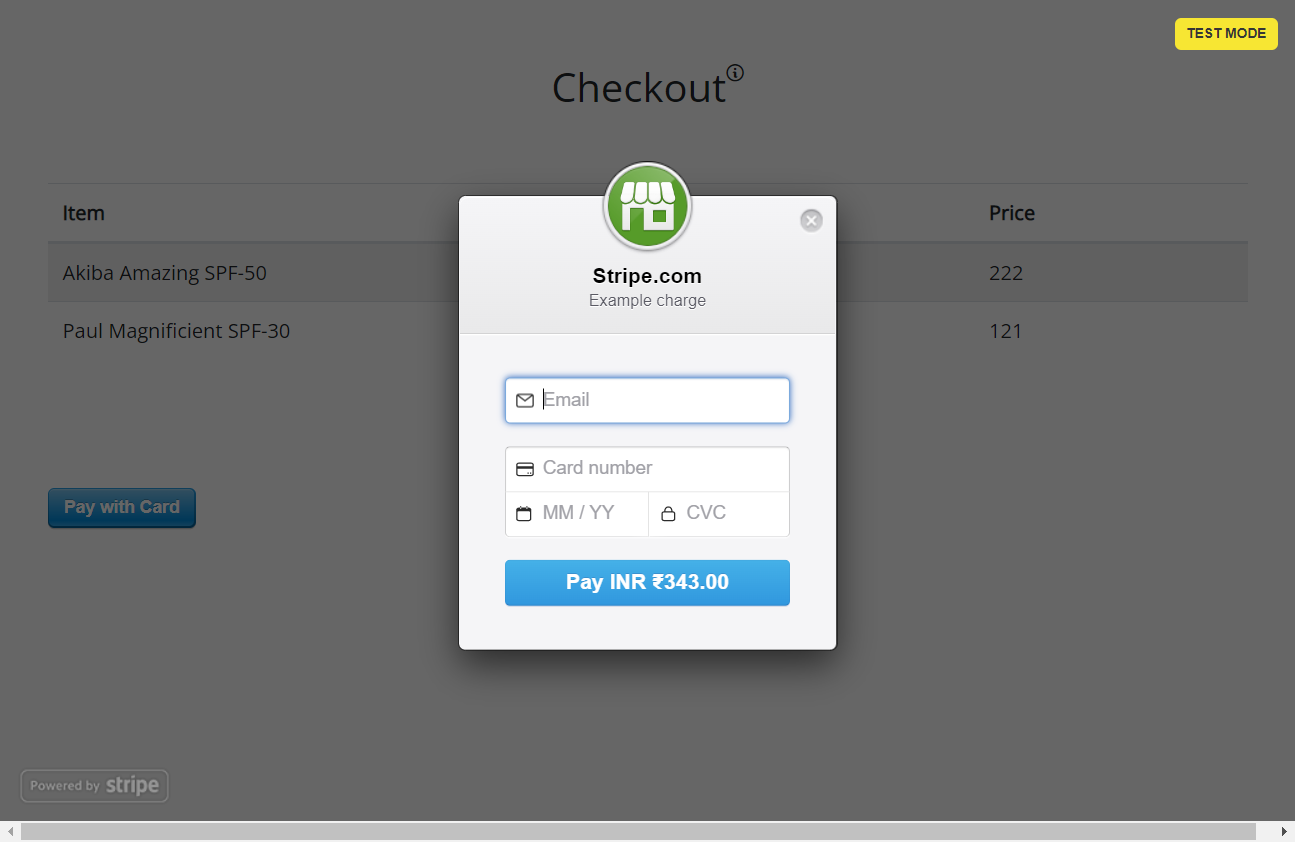 TEST MODE
Checkout
Item Price
Akiba Amazing SPF-50 222
Paul Magnificient SPF-30 121
Stripe.com
Example charge
Email
Card number
MM / YY CVC
Pay INR ₹343.00
Pay with Card
Powered by stripe